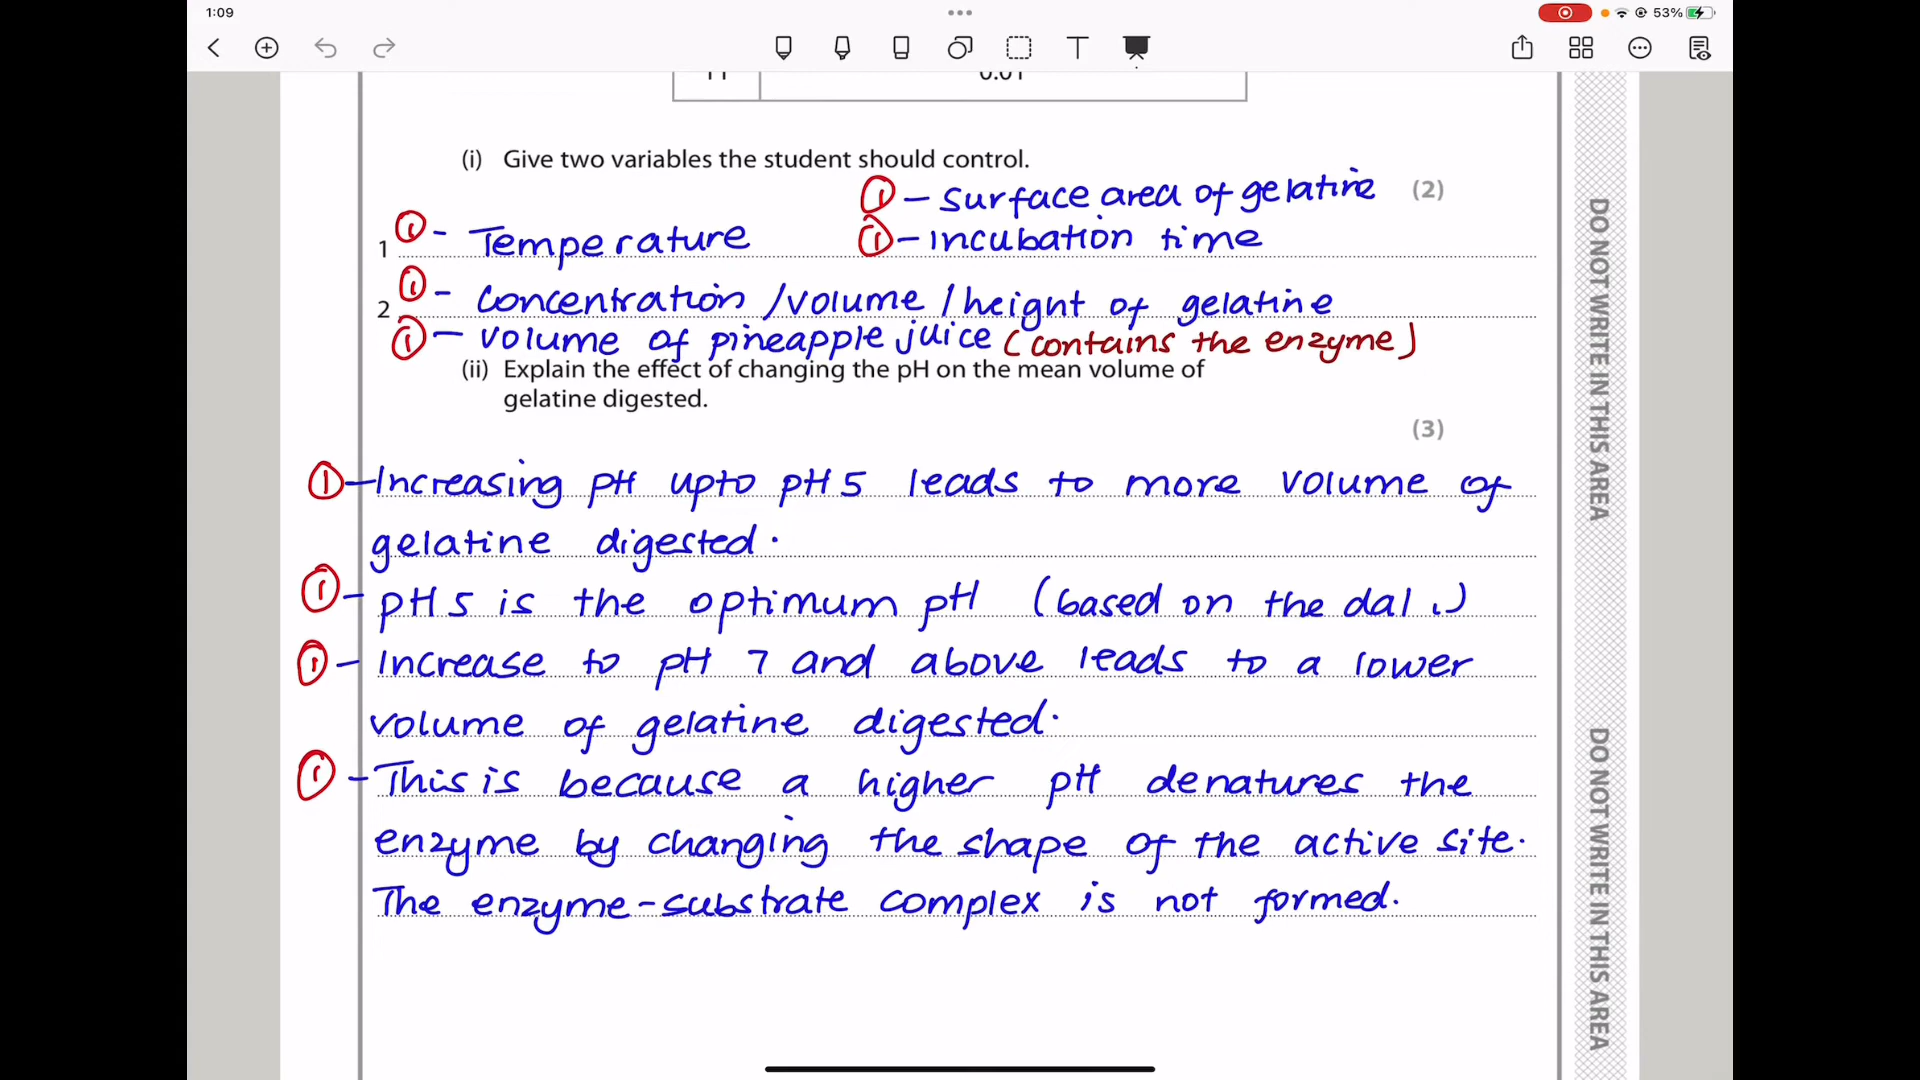 1:09
53%
11
0.01
(i) Give two variables the student should control.
(2)
① – surface area of gelatine
1 ① – Temperature
① – incubation time
2 ① – concentration /volume /height of gelatine
① – volume of pineapple juice (contains the enzyme)
(ii) Explain the effect of changing the pH on the mean volume of
gelatine digested.
(3)
① – Increasing pH upto pH 5 leads to more volume of
gelatine digested.
① – pH 5 is the optimum pH (based on the
① – Increase to pH 7 and above leads to a lower
volume of gelatine digested.
① – This is because a higher pH denatures the
enzyme by changing the shape of the active site.
The enzyme-substrate complex is not formed.
DO NOT WRITE IN THIS AREA
DO NOT WRITE IN THIS AREA